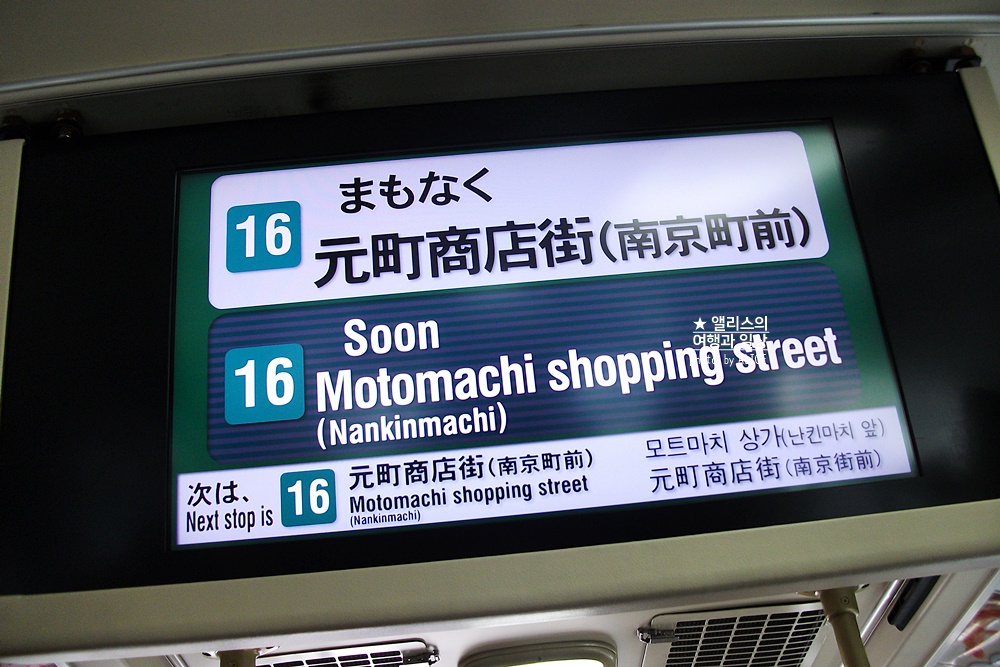 16
まもなく
元町商店街(南京町前)
16
Soon
Motomachi shopping street
(Nankinmachi)
★ 앨리스의
여행과 일상
次は、
Next stop is
16
元町商店街(南京町前)
Motomachi shopping street
(Nankinmachi)
모토마치 상가(난킨마치 앞)
元町商店街(南京街前)